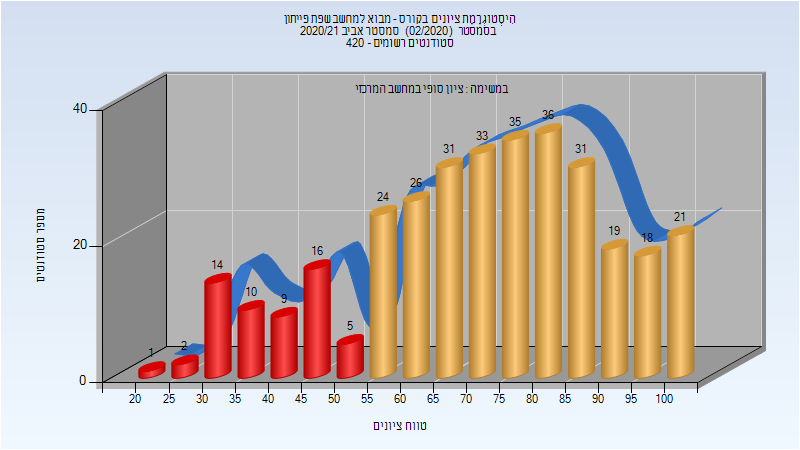 היסטוגרמת ציונים בקורס - מבוא למחשב שפת פייתון
בסמסטר (02/2020) סמסטר אביב 2020/21
סטודנטים רשומים - 420
במשימה : ציון סופי במחשב המרכזי
40
20
0
מספר סטודנטים
1
2
14
10
9
16
5
24
26
31
33
35
36
31
19
18
21
20 25 30 35 40 45 50 55 60 65 70 75 80 85 90 95 100
טווח ציונים